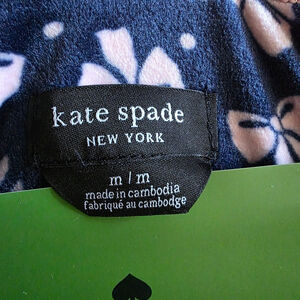 kate spade
NEW YORK
m / m
made in cambodia
fabriqué au cambodge